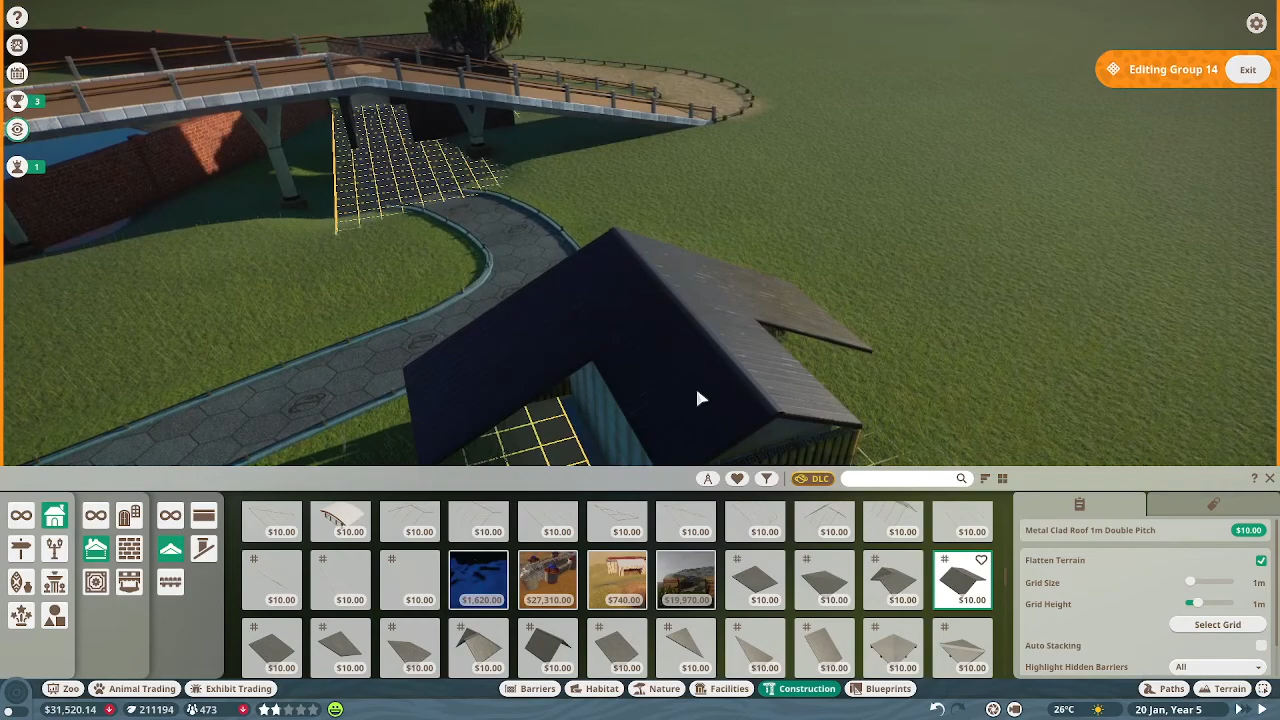 ?
3
1
Editing Group 14
Exit
DLC
?
$10.00 $10.00 $10.00 $10.00 $10.00 $10.00 $10.00 $10.00 $10.00 $10.00 $10.00
$10.00 $10.00 $10.00 $1,620.00 $27,310.00 $740.00 $19,970.00 $10.00 $10.00 $10.00 $10.00
$10.00 $10.00 $10.00 $10.00 $10.00 $10.00 $10.00 $10.00 $10.00 $10.00 $10.00
Metal Clad Roof 1m Double Pitch $10.00
Flatten Terrain
Grid Size 1m
Grid Height 1m
Select Grid
Auto Stacking
Highlight Hidden Barriers All
Zoo Animal Trading Exhibit Trading Barriers Habitat Nature Facilities Construction Blueprints Paths Terrain
$31,520.14 211194 473 26°C 20 Jan, Year 5